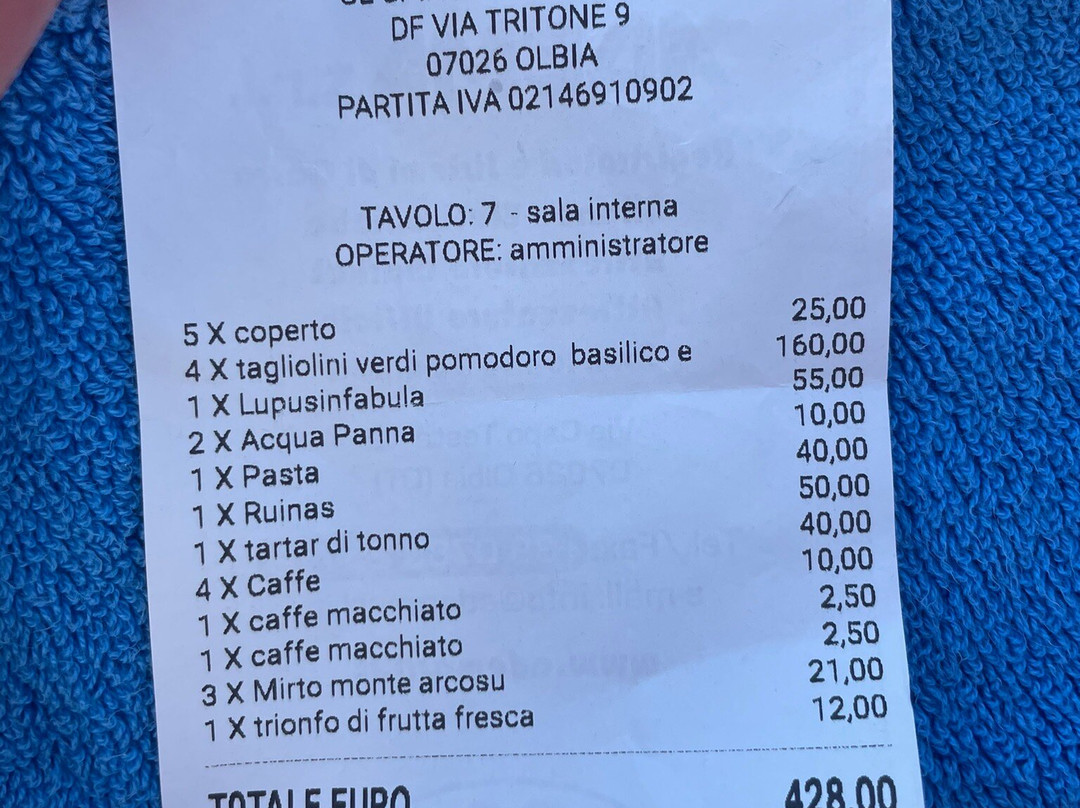 DF VIA TRITONE 9
07026 OLBIA
PARTITA IVA 02146910902
TAVOLO: 7 - sala interna
OPERATORE: amministratore
5 X coperto 25,00
4 X tagliolini verdi pomodoro basilico e 160,00
1 X Lupusinfabula 55,00
2 X Acqua Panna 10,00
1 X Pasta 40,00
1 X Ruinas 50,00
1 X tartar di tonno 40,00
4 X Caffe 10,00
1 X caffe macchiato 2,50
1 X caffe macchiato 2,50
3 X Mirto monte arcosu 21,00
1 X trionfo di frutta fresca 12,00
TOTALE EURO 428,00